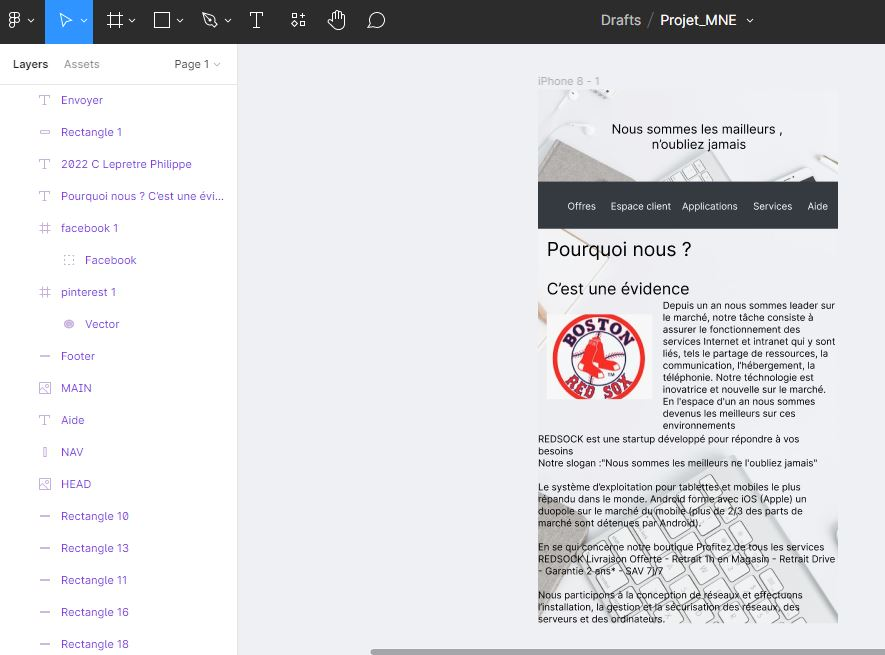 Drafts / Projet_MNE
Layers Assets Page 1
Envoyer
Rectangle 1
2022 C Lepretre Philippe
Pourquoi nous ? C'est une évi...
facebook 1
Facebook
pinterest 1
Vector
Footer
MAIN
Aide
NAV
HEAD
Rectangle 10
Rectangle 13
Rectangle 11
Rectangle 16
Rectangle 18
iPhone 8 - 1
Nous sommes les mailleurs ,
n'oubliez jamais
Offres Espace client Applications Services Aide
Pourquoi nous ?
C'est une évidence
BOSTON
RED SOX
TM
Depuis un an nous sommes leader sur
le marché, notre tâche consiste à
assurer le fonctionnement des
services Internet et intranet qui y sont
liés, tels le partage de ressources, la
communication, l'hébergement, la
téléphonie. Notre téchnologie est
inovatrice et nouvelle sur le marché.
En l'espace d'un an nous sommes
devenus les meilleurs sur ces
environnements
REDSOCK est une startup développé pour répondre à vos
besoins
Notre slogan :"Nous sommes les meilleurs ne l'oubliez jamais"
Le système d'exploitation pour tablettes et mobiles le plus
répandu dans le monde. Android forme avec iOS (Apple) un
duopole sur le marché du mobile (plus de 2/3 des parts de
marché sont détenues par Android).
En se qui concerne notre boutique Profitez de tous les services
REDSOCK Livraison Offerte - Retrait 1h en Magasin - Retrait Drive
- Garantie 2 ans* - SAV 7j/7
Nous participons à la conception de réseaux et effectuons
l'installation, la gestion et la sécurisation des réseaux, des
serveurs et des ordinateurs.